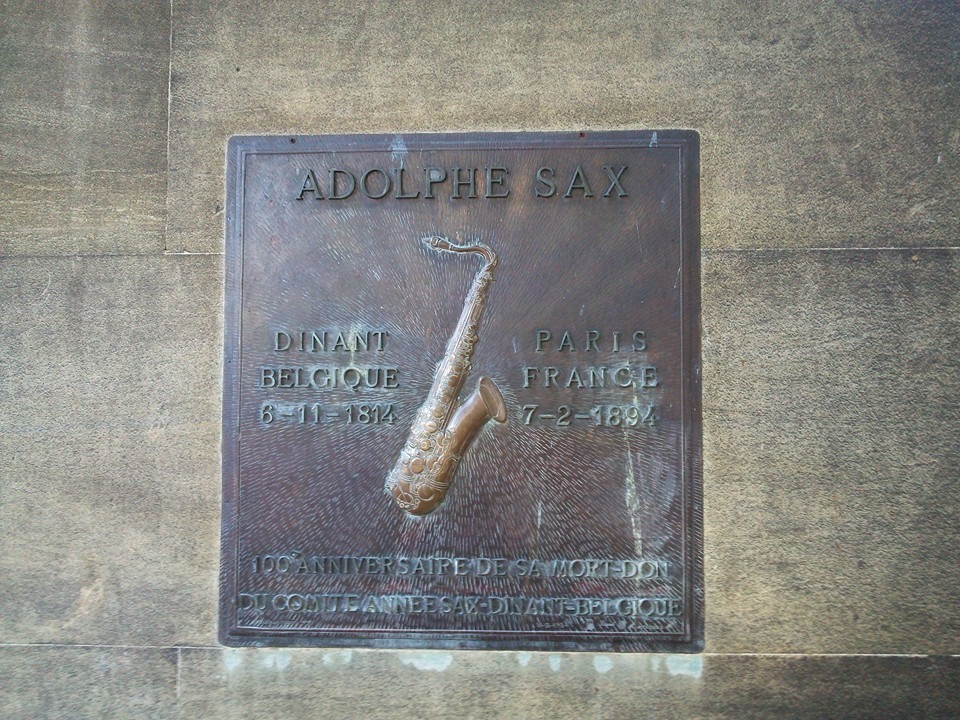 ADOLPHE SAX
DINANT
BELGIQUE
6-11-1814
PARIS
FRANCE
7-2-1894
100E ANNIVERSAIRE DE SA MORT-DON
DU COMITE ANNEE SAX-DINANT-BELGIQUE